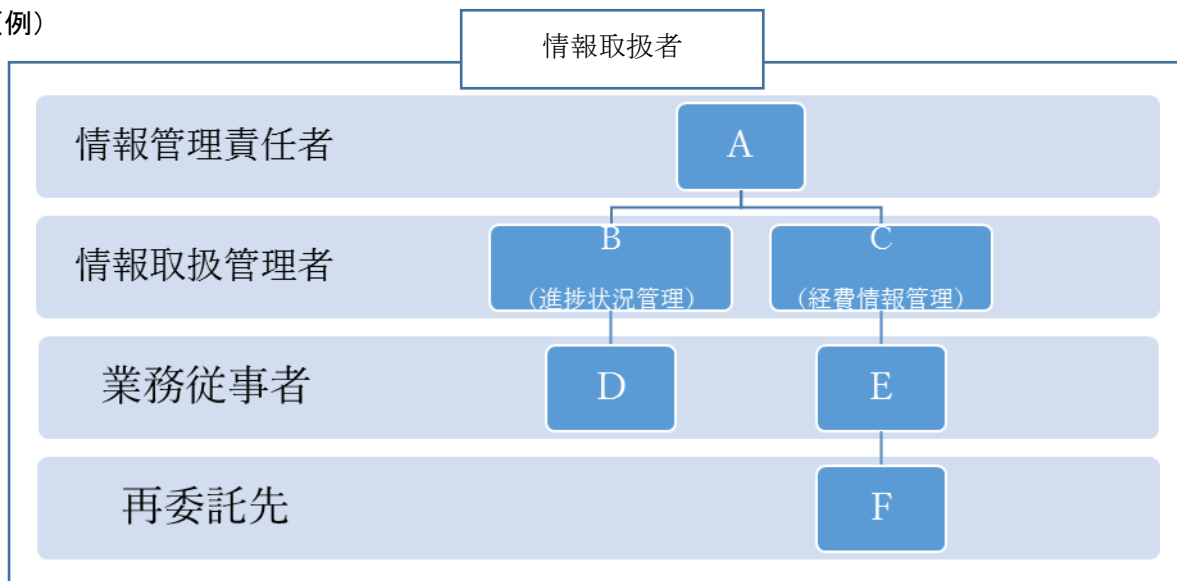 （例）
情報取扱者
情報管理責任者
A
情報取扱管理者
B
（進捗状況管理）
C
（経費情報管理）
業務従事者
D
E
再委託先
F